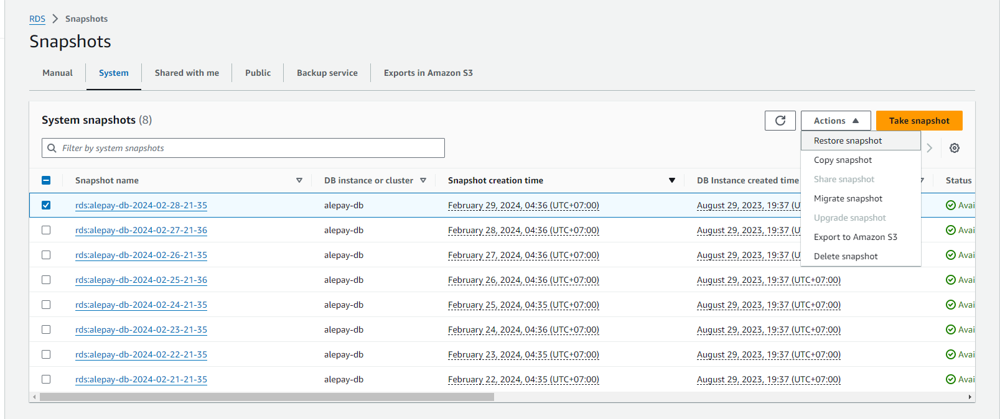 RDS > Snapshots
Snapshots
Manual System Shared with me Public Backup service Exports in Amazon S3
System snapshots (8) Actions Take snapshot
Filter by system snapshots
Restore snapshot
Copy snapshot
Share snapshot
Migrate snapshot
Upgrade snapshot
Export to Amazon S3
Delete snapshot
Snapshot name DB instance or cluster Snapshot creation time DB Instance created time Status
rds:alepay-db-2024-02-28-21-35 alepay-db February 29, 2024, 04:36 (UTC+07:00) August 29, 2023, 19:37 (U Avai
rds:alepay-db-2024-02-27-21-36 alepay-db February 28, 2024, 04:36 (UTC+07:00) August 29, 2023, 19:37 (U Avai
rds:alepay-db-2024-02-26-21-35 alepay-db February 27, 2024, 04:36 (UTC+07:00) August 29, 2023, 19:37 (U Avai
rds:alepay-db-2024-02-25-21-36 alepay-db February 26, 2024, 04:36 (UTC+07:00) August 29, 2023, 19:37 (UTC+07:00) Avai
rds:alepay-db-2024-02-24-21-35 alepay-db February 25, 2024, 04:35 (UTC+07:00) August 29, 2023, 19:37 (UTC+07:00) Avai
rds:alepay-db-2024-02-23-21-35 alepay-db February 24, 2024, 04:36 (UTC+07:00) August 29, 2023, 19:37 (UTC+07:00) Avai
rds:alepay-db-2024-02-22-21-35 alepay-db February 23, 2024, 04:35 (UTC+07:00) August 29, 2023, 19:37 (UTC+07:00) Avai
rds:alepay-db-2024-02-21-21-35 alepay-db February 22, 2024, 04:35 (UTC+07:00) August 29, 2023, 19:37 (UTC+07:00) Avai